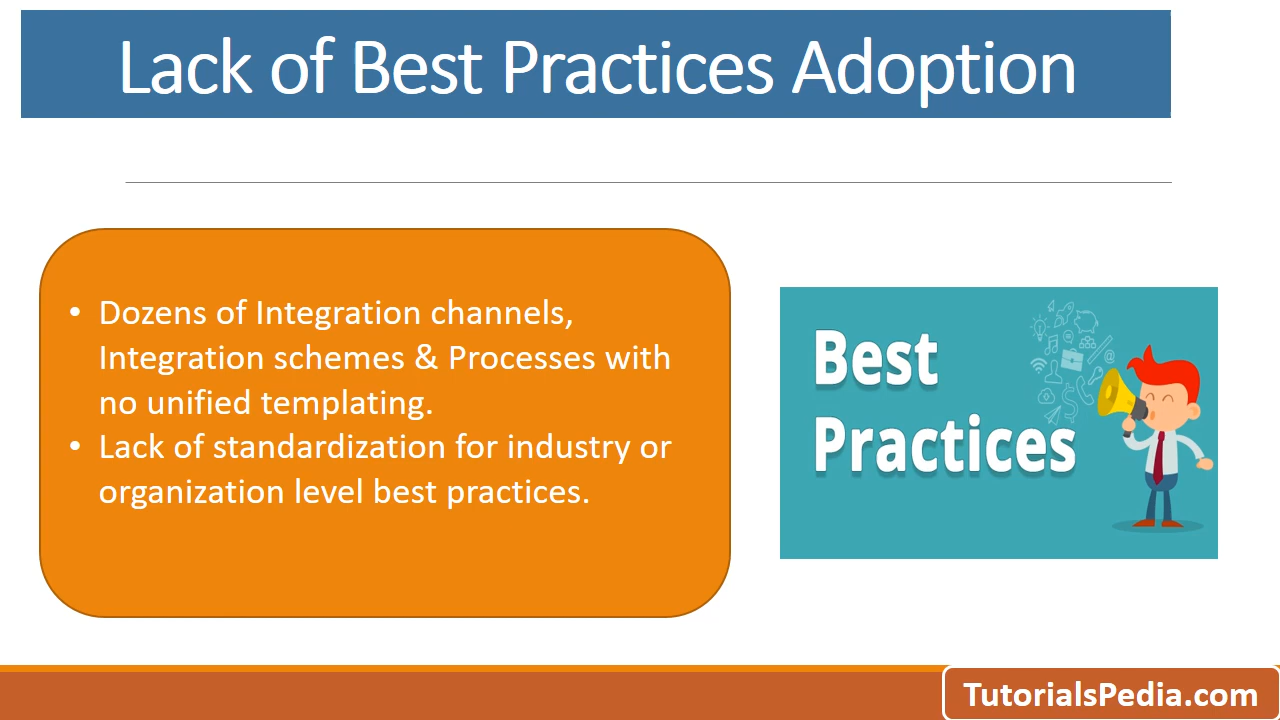 Lack of Best Practices Adoption
• Dozens of Integration channels,
Integration schemes & Processes with
no unified templating.
• Lack of standardization for industry or
organization level best practices.
Best
Practices
TutorialsPedia.com